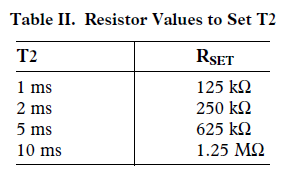 Table II. Resistor Values to Set T2
T2 RSET
1 ms 125 kΩ
2 ms 250 kΩ
5 ms 625 kΩ
10 ms 1.25 MΩ